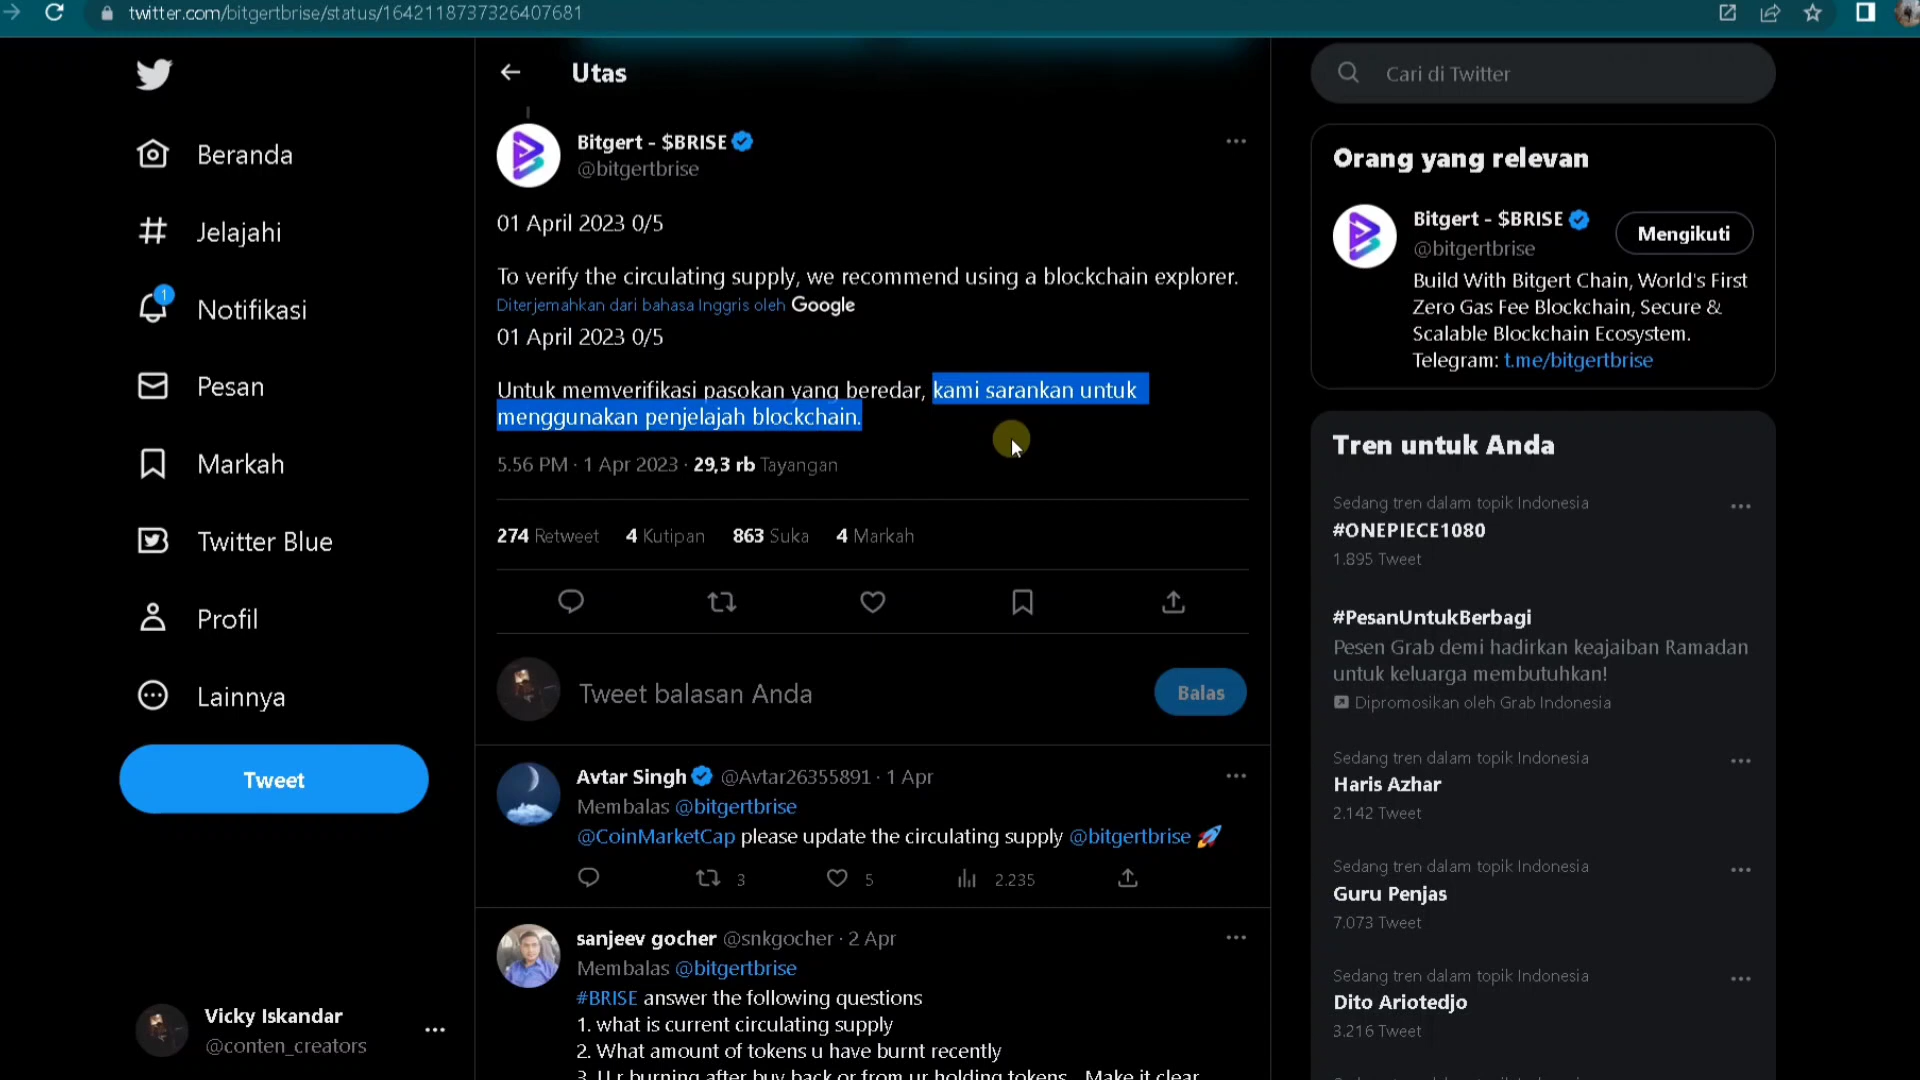 twitter.com/bitgertbrise/status/1642118737326407681
Utas
Cari di Twitter
Beranda
Jelajahi
1
Notifikasi
Pesan
Markah
Twitter Blue
Profil
Lainnya
Tweet
Vicky Iskandar
@conten_creators
Bitgert - $BRISE
@bitgertbrise
01 April 2023 0/5
To verify the circulating supply, we recommend using a blockchain explorer.
Diterjemahkan dari bahasa Inggris oleh Google
01 April 2023 0/5
Untuk memverifikasi pasokan yang beredar, kami sarankan untuk
menggunakan penjelajah blockchain.
5.56 PM · 1 Apr 2023 · 29,3 rb Tayangan
274 Retweet 4 Kutipan 863 Suka 4 Markah
Tweet balasan Anda
Balas
Avtar Singh @Avtar26355891 · 1 Apr
Membalas @bitgertbrise
@CoinMarketCap please update the circulating supply @bitgertbrise 🚀
3 5 2.235
sanjeev gocher @snkgocher · 2 Apr
Membalas @bitgertbrise
#BRISE answer the following questions
1. what is current circulating supply
2. What amount of tokens u have burnt recently
3. U r burning after buy back or from ur holding tokens... Make it clear
Orang yang relevan
Bitgert - $BRISE
@bitgertbrise
Mengikuti
Build With Bitgert Chain, World's First
Zero Gas Fee Blockchain, Secure &
Scalable Blockchain Ecosystem.
Telegram: t.me/bitgertbrise
Tren untuk Anda
Sedang tren dalam topik Indonesia
#ONEPIECE1080
1.895 Tweet
#PesanUntukBerbagi
Pesen Grab demi hadirkan keajaiban Ramadan
untuk keluarga membutuhkan!
Dipromosikan oleh Grab Indonesia
Sedang tren dalam topik Indonesia
Haris Azhar
2.142 Tweet
Sedang tren dalam topik Indonesia
Guru Penjas
7.073 Tweet
Sedang tren dalam topik Indonesia
Dito Ariotedjo
3.216 Tweet